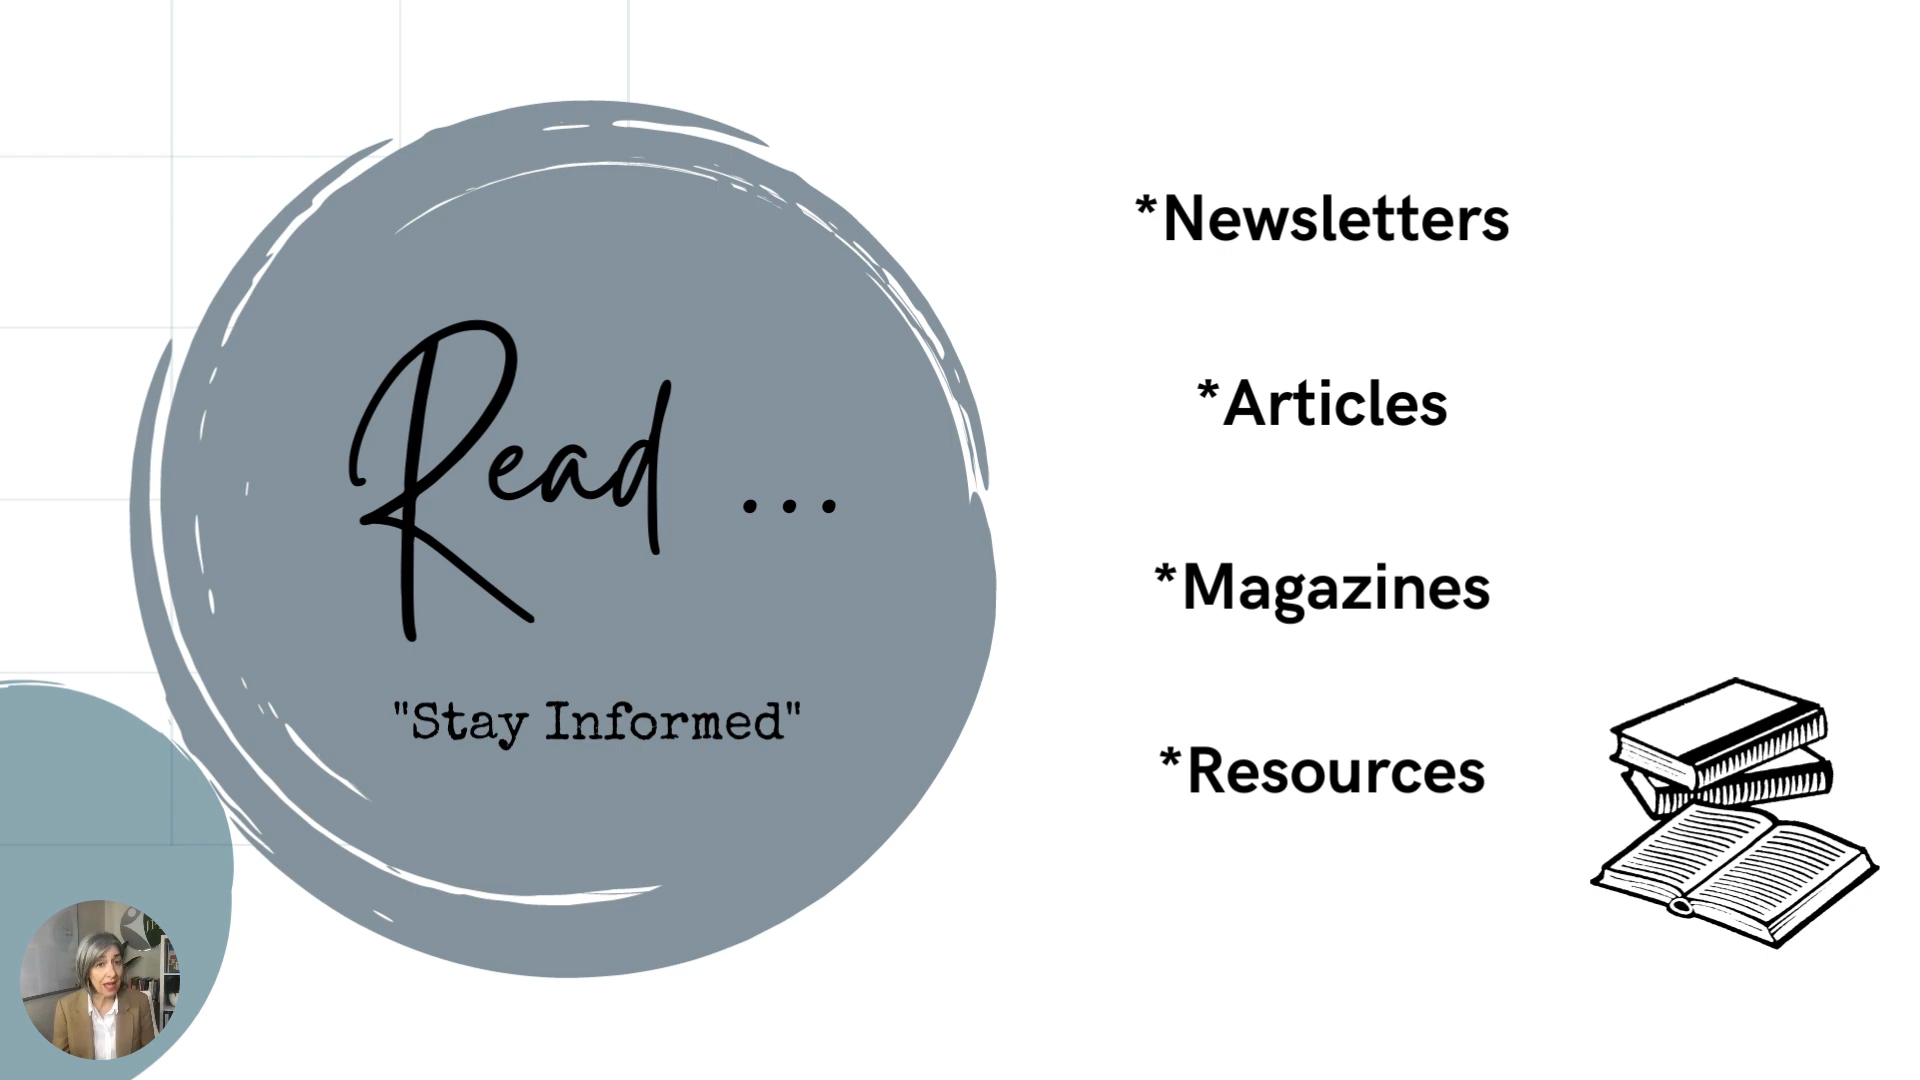 Read ...
"Stay Informed"
*Newsletters
*Articles
*Magazines
*Resources